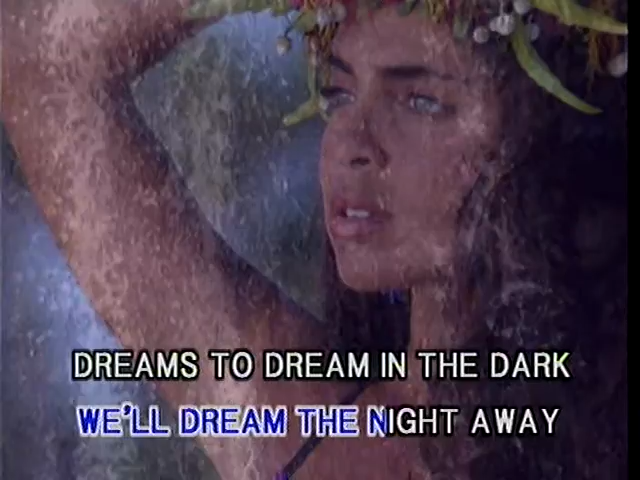 DREAMS TO DREAM IN THE DARK
WE'LL DREAM THE NIGHT AWAY